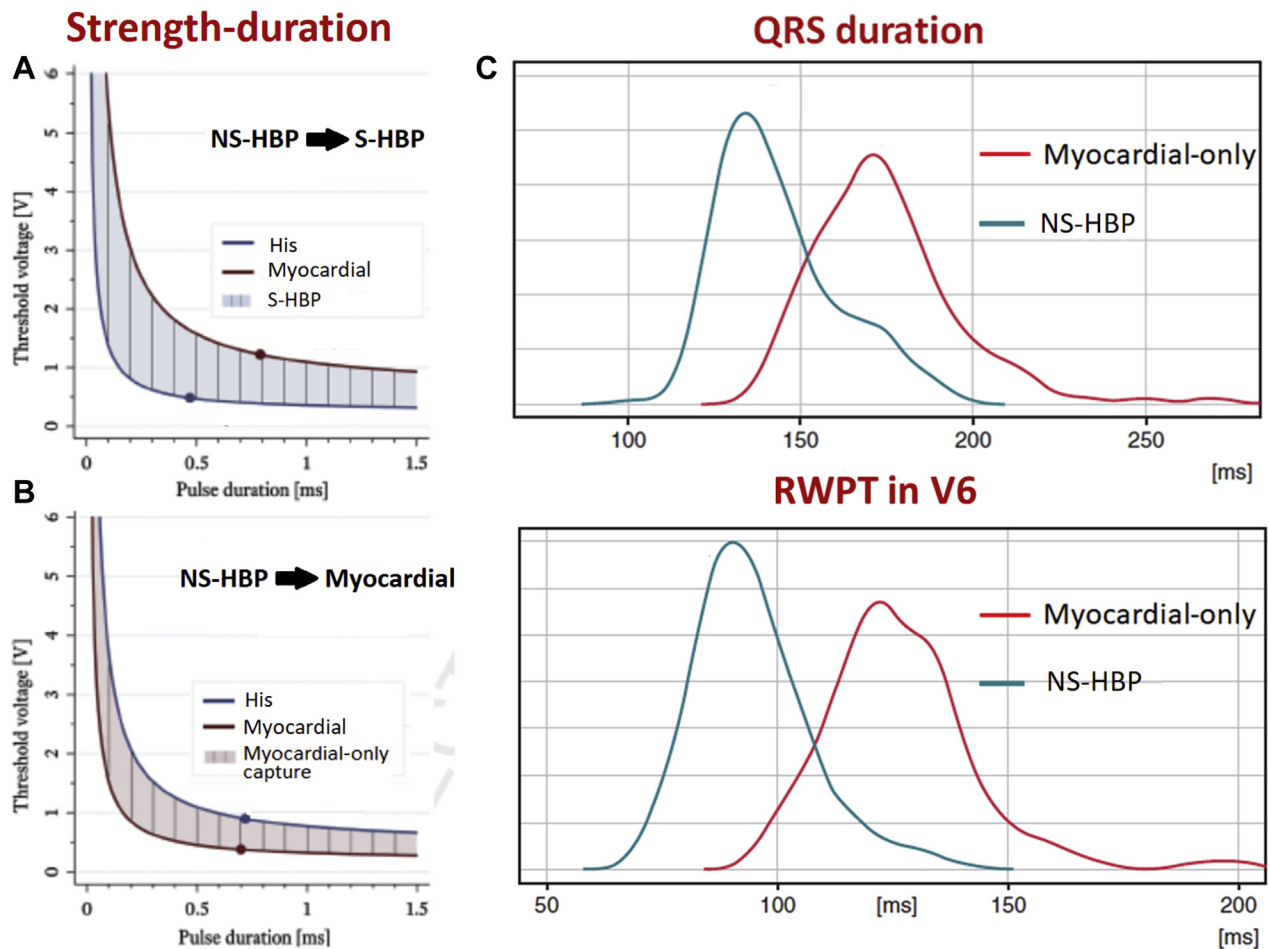 Strength-duration
A
6
5
4
3
2
1
0
Threshold voltage [V]
NS-HBP S-HBP
His
Myocardial
S-HBP
0 0.5 1 1.5
Pulse duration [ms]
B
6
5
4
3
2
1
0
Threshold voltage [V]
NS-HBP Myocardial
His
Myocardial
Myocardial-only
capture
0 0.5 1 1.5
Pulse duration [ms]
QRS duration
C
Myocardial-only
NS-HBP
100 150 200 250
[ms]
RWPT in V6
Myocardial-only
NS-HBP
50 100 [ms] 150 200
[ms]